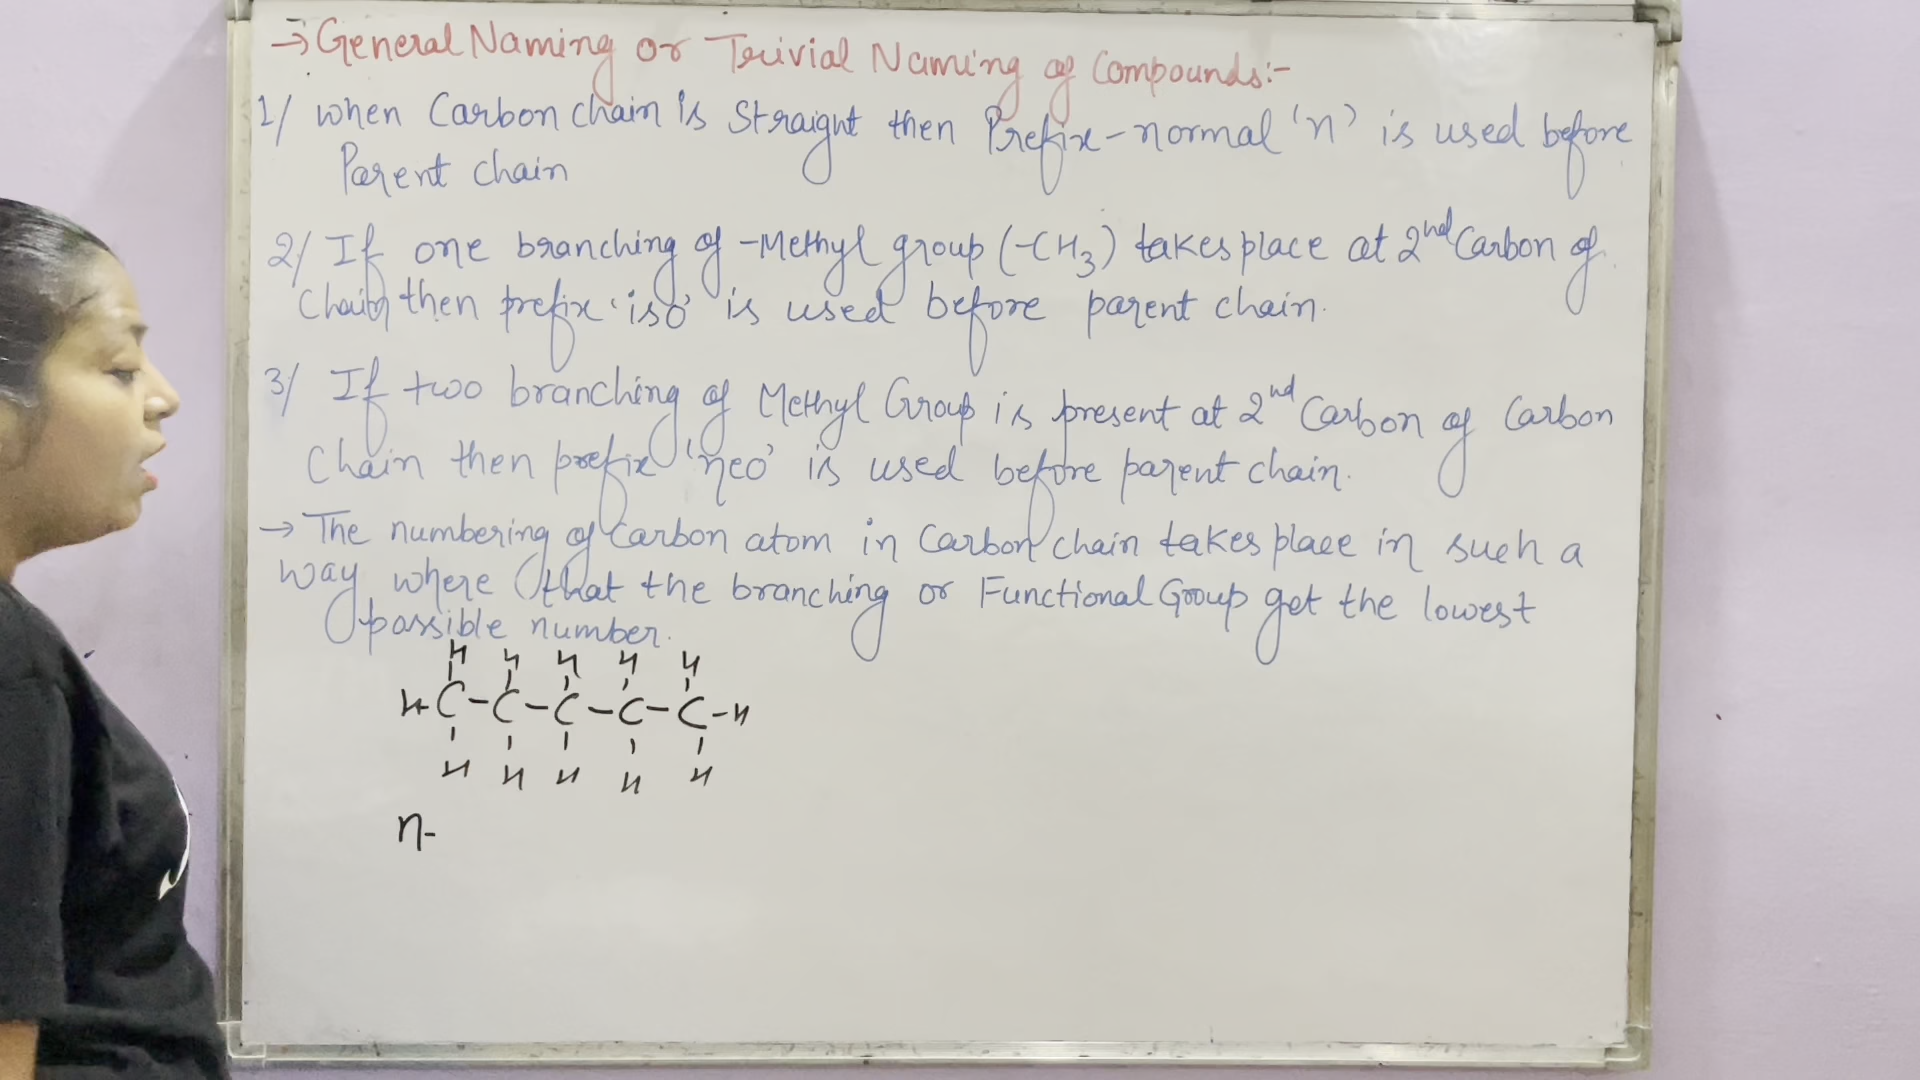 → General Naming or Trivial Naming of Compounds:-
1/ when Carbon chain is Straight then Prefix-normal 'n' is used before
Parent chain
2/ If one branching of -Methyl group (-CH3) takes place at 2nd Carbon of
Chain then prefix 'iso' is used before parent chain.
3/ If two branching of Methyl Group is present at 2nd Carbon of Carbon
Chain then prefix 'neo' is used before parent chain.
→ The numbering of Carbon atom in Carbon chain takes place in such a
way where that the branching or Functional Group get the lowest
possible number.
H H H H H
H-C-C-C-C-C-H
H H H H H
n-